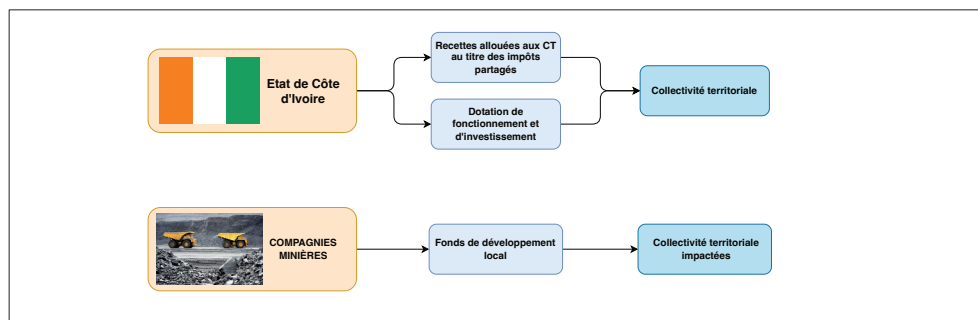 Etat de Côte
d'Ivoire
Recettes allouées aux CT
au titre des impôts
partagés
Dotation de
fonctionnement et
d'investissement
Collectivité territoriale
COMPAGNIES
MINIÈRES
Fonds de développement
local
Collectivité territoriale
impactées